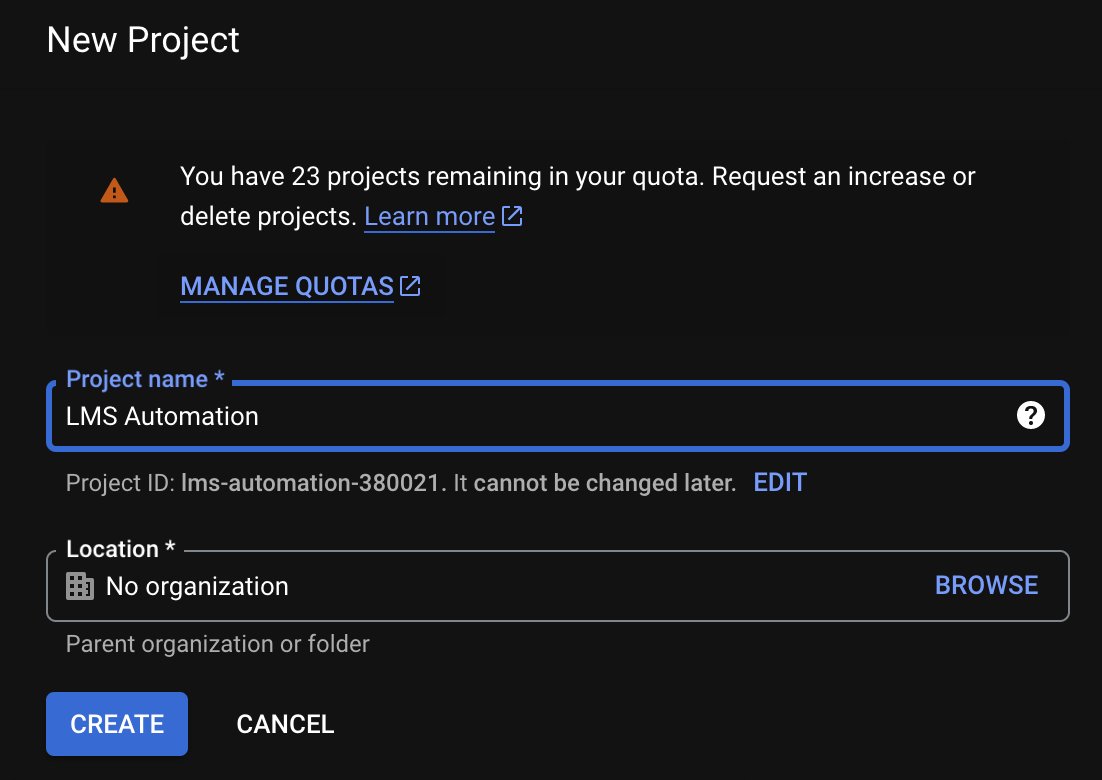 New Project
You have 23 projects remaining in your quota. Request an increase or
delete projects. Learn more
MANAGE QUOTAS
Project name *
LMS Automation
Project ID: lms-automation-380021. It cannot be changed later. EDIT
Location *
No organization BROWSE
Parent organization or folder
CREATE CANCEL